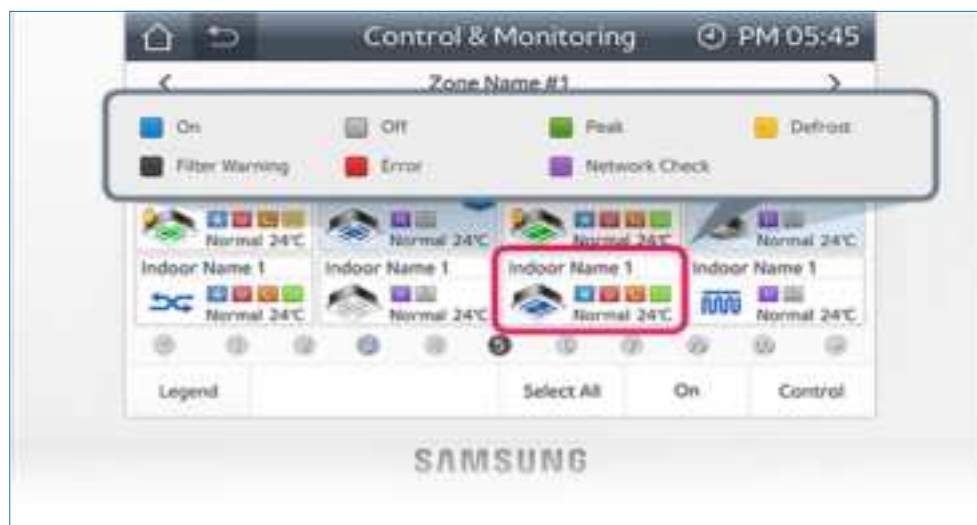 Control & Monitoring PM 05:45
Zone Name #1
On Off Peak Defrost
Filter Warning Error Network Check
Normal 24℃ Normal 24℃ Normal 24℃ Normal 24℃
Indoor Name 1 Indoor Name 1 Indoor Name 1 Indoor Name 1
Normal 24℃ Normal 24℃ Normal 24℃ Normal 24℃
5
Legend Select All On Control
SAMSUNG